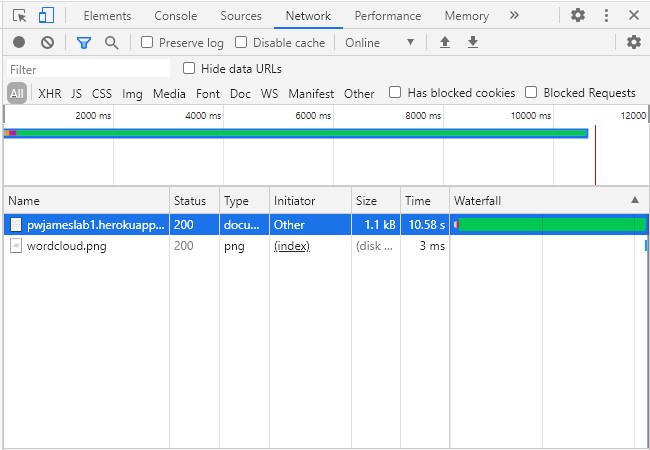 Elements Console Sources Network Performance Memory »
Preserve log Disable cache Online
Filter Hide data URLs
All XHR JS CSS Img Media Font Doc WS Manifest Other Has blocked cookies Blocked Requests
2000 ms 4000 ms 6000 ms 8000 ms 10000 ms 12000
Name Status Type Initiator Size Time Waterfall
pwjameslab1.herokuapp... 200 docu... Other 1.1 kB 10.58 s
wordcloud.png 200 png (index) (disk ... 3 ms